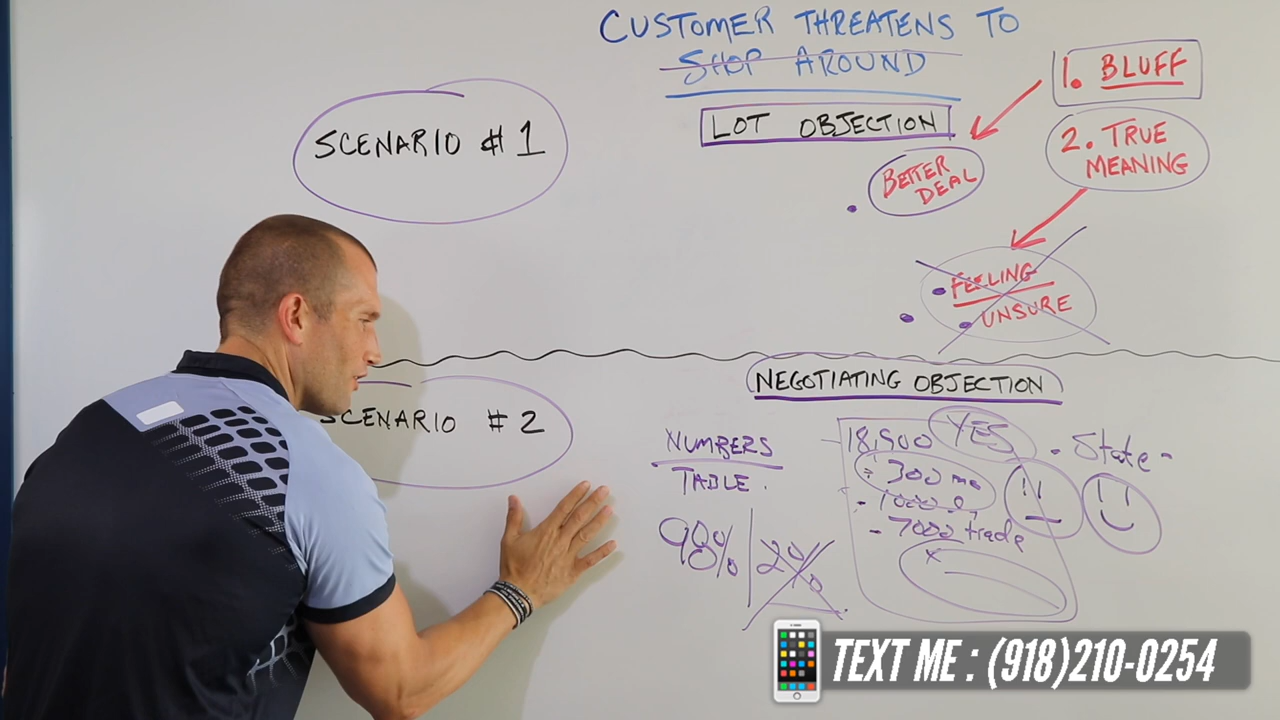 CUSTOMER THREATENS TO
SHOP AROUND
1. BLUFF
LOT OBJECTION
2. TRUE
MEANING
BETTER
DEAL
SCENARIO #1
FEELING
UNSURE
NEGOTIATING OBJECTION
SCENARIO #2
NUMBERS
TABLE.
98% 2%
18,900 YES
300 mo
- 1000
- 7000 trade
X
• State -
TEXT ME : (918)210-0254